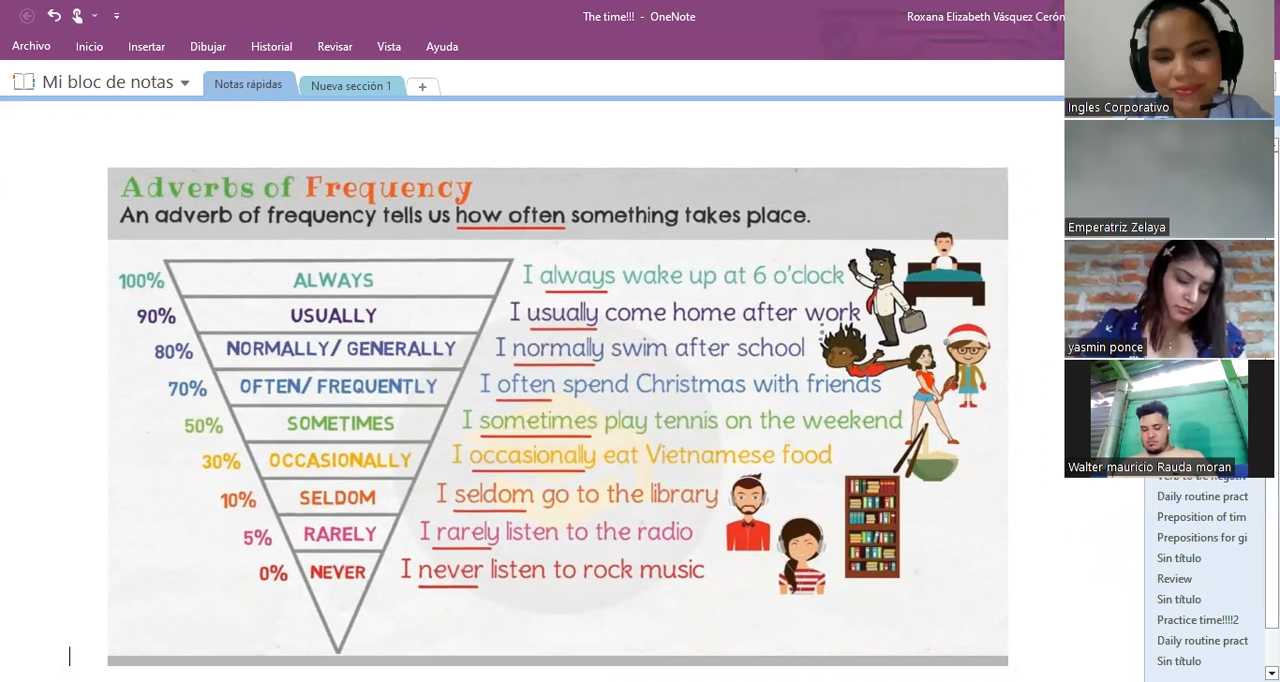 The time!!! - OneNote
Roxana Elizabeth Vásquez Cerón
Archivo Inicio Insertar Dibujar Historial Revisar Vista Ayuda
Mi bloc de notas Notas rápidas Nueva sección 1 +
Adverbs of Frequency
An adverb of frequency tells us how often something takes place.
100% ALWAYS I always wake up at 6 o'clock
90% USUALLY I usually come home after work
80% NORMALLY/ GENERALLY I normally swim after school
70% OFTEN/ FREQUENTLY I often spend Christmas with friends
50% SOMETIMES I sometimes play tennis on the weekend
30% OCCASIONALLY I occasionally eat Vietnamese food
10% SELDOM I seldom go to the library
5% RARELY I rarely listen to the radio
0% NEVER I never listen to rock music
Ingles Corporativo
Emperatriz Zelaya
yasmin ponce
Walter mauricio Rauda moran
Daily routine pract
Preposition of tim
Prepositions for gi
Sin título
Review
Sin título
Practice time!!!!2
Daily routine pract
Sin título